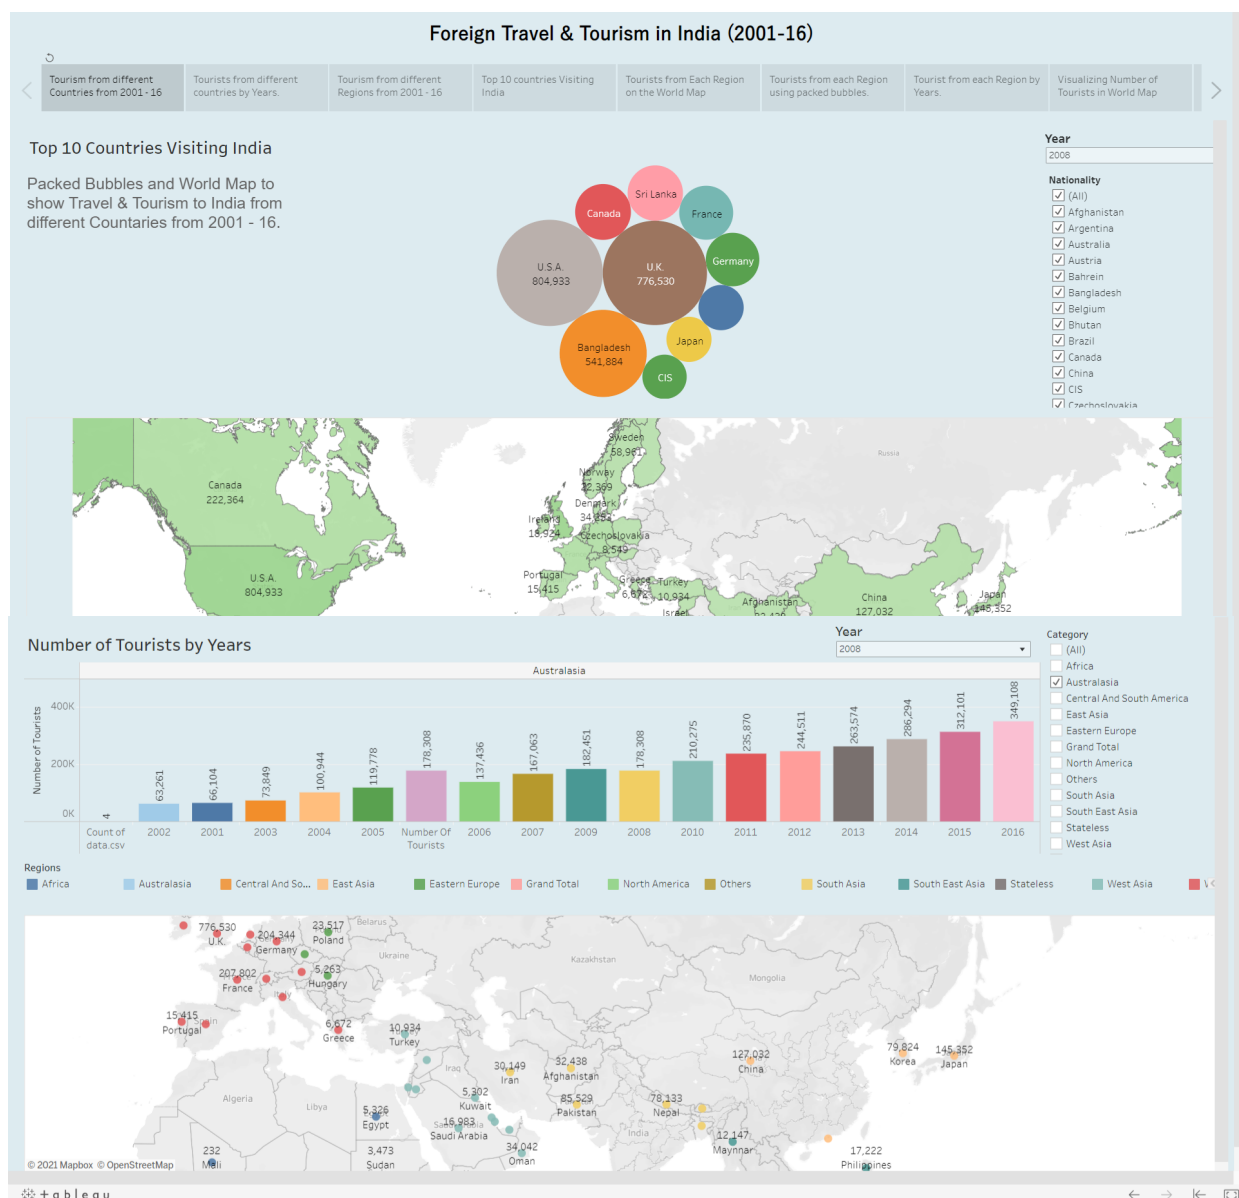 Foreign Travel & Tourism in India (2001-16)
Tourism from different
Countries from 2001 - 16
Tourists from different
countries by Years.
Tourism from different
Regions from 2001 - 16
Top 10 countries Visiting
India
Tourists from Each Region
on the World Map
Tourists from each Region
using packed bubbles.
Tourist from each Region by
Years.
Visualizing Number of
Tourists in World Map
Top 10 Countries Visiting India
Packed Bubbles and World Map to
show Travel & Tourism to India from
different Countaries from 2001 - 16.
Sri Lanka
Canada
France
U.S.A.
804,933
U.K.
776,530
Germany
Bangladesh
541,884
Japan
CIS
Year
2008
Nationality
(All)
Afghanistan
Argentina
Australia
Austria
Bahrein
Bangladesh
Belgium
Bhutan
Brazil
Canada
China
CIS
Czechoslovakia
Sweden
58,961
Russia
Canada
222,364
Norway
Denmark
Ireland
18,924
Czechoslovakia
8,549
U.S.A.
804,933
Portugal
15,415
Greece
6,672
Turkey
10,934
Israel
Afghanistan
China
127,032
Japan
145,352
Number of Tourists by Years
Year
2008
Category
(All)
Africa
Australasia
Central And South America
East Asia
Eastern Europe
Grand Total
North America
Others
South Asia
South East Asia
Stateless
West Asia
Australasia
Number of Tourists
400K
200K
0K
4
63,261
66,104
73,849
100,944
119,778
178,308
137,436
167,063
182,451
178,308
210,275
235,870
244,511
263,574
286,294
312,101
349,108
Count of
data.csv
2002
2001
2003
2004
2005
Number Of
Tourists
2006
2007
2009
2008
2010
2011
2012
2013
2014
2015
2016
Regions
Africa
Australasia
Central And So...
East Asia
Eastern Europe
Grand Total
North America
Others
South Asia
South East Asia
Stateless
West Asia
776,530
U.K.
204,344
Germany
23,517
Poland
Belarus
Ukraine
Kazakhstan
Mongolia
207,802
France
5,263
Hungary
Italy
15,415
Portugal
Spain
6,672
Greece
10,934
Turkey
Iraq
30,149
Iran
32,438
Afghanistan
127,032
China
79,824
Korea
145,352
Japan
Algeria
Libya
5,326
Egypt
5,302
Kuwait
16,983
Saudi Arabia
85,529
Pakistan
78,133
Nepal
India
34,042
Oman
12,147
Maynnar
17,222
Philippines
232
Mali
3,473
Sudan
© 2021 Mapbox © OpenStreetMap
+ableau